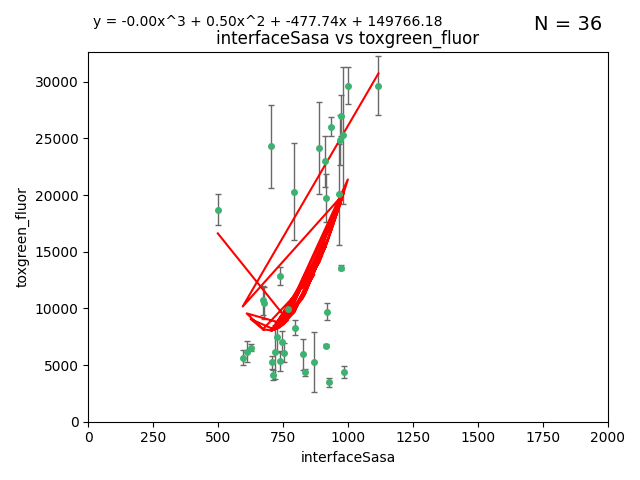 y = -0.00x^3 + 0.50x^2 + -477.74x + 149766.18
N = 36
interfaceSasa vs toxgreen_fluor
30000
25000
20000
15000
10000
5000
0
toxgreen_fluor
0 250 500 750 1000 1250 1500 1750 2000
interfaceSasa